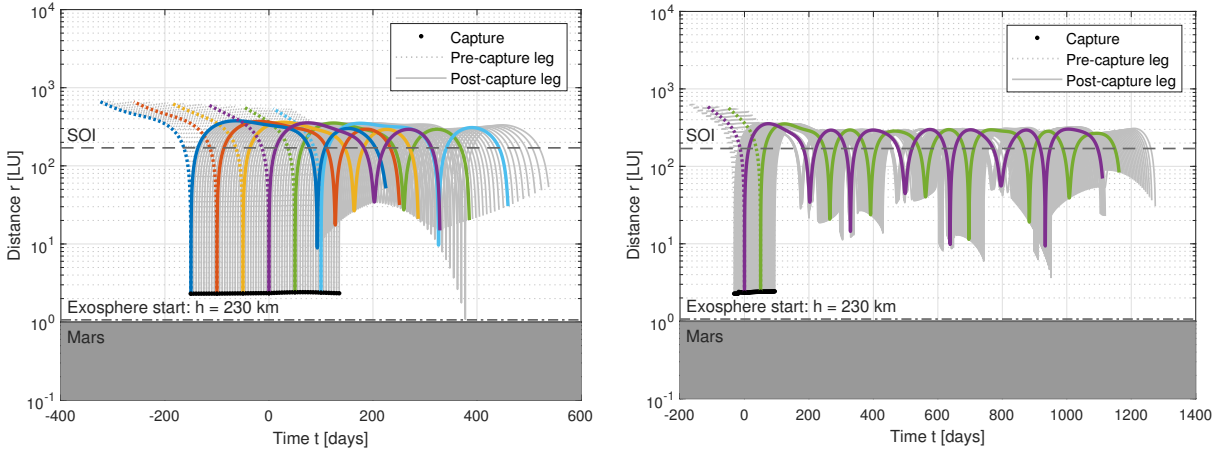 10^4
10^3
10^2
10^1
10^0
10^-1
Distance r [LU]
Capture
Pre-capture leg
Post-capture leg
SOI
Exosphere start: h = 230 km
Mars
-400 -200 0 200 400 600
Time t [days]
10^4
10^3
10^2
10^1
10^0
10^-1
Distance r [LU]
Capture
Pre-capture leg
Post-capture leg
SOI
Exosphere start: h = 230 km
Mars
-200 0 200 400 600 800 1000 1200 1400
Time t [days]